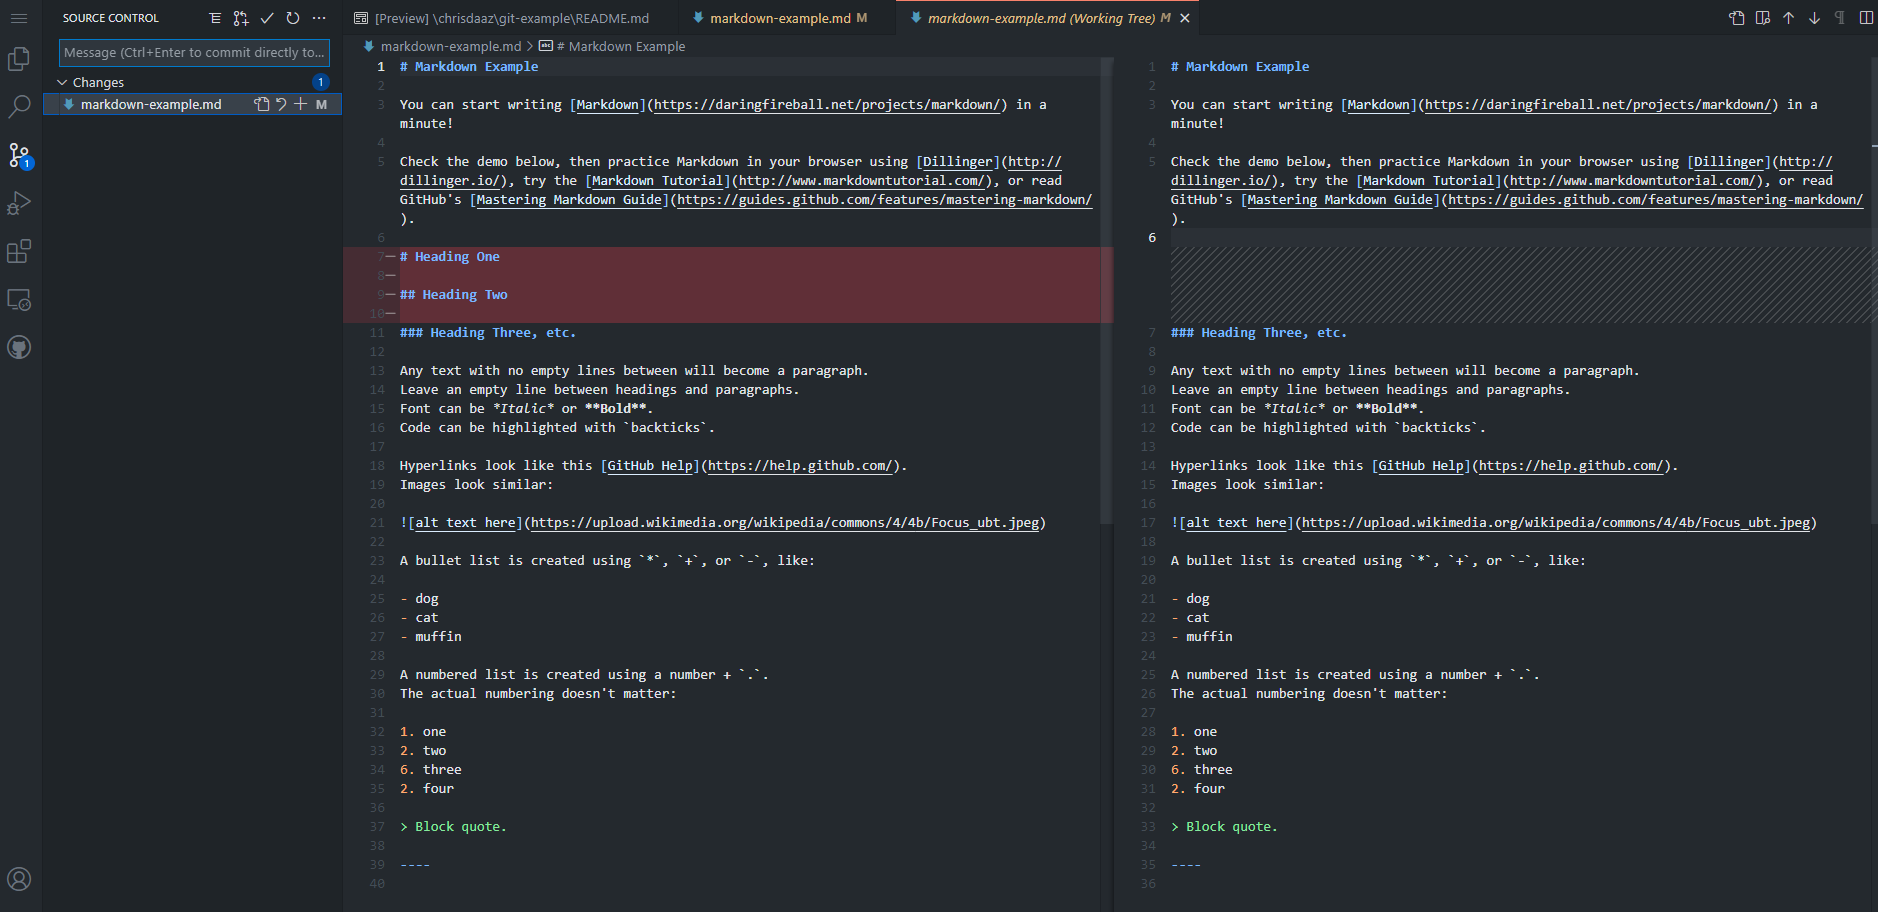 SOURCE CONTROL
[Preview] \chrisdaaz\git-example\README.md
markdown-example.md M
markdown-example.md (Working Tree) M
Message (Ctrl+Enter to commit directly to...
Changes 1
markdown-example.md M
1
markdown-example.md > # Markdown Example
1 # Markdown Example
2
3 You can start writing [Markdown](https://daringfireball.net/projects/markdown/) in a
minute!
4
5 Check the demo below, then practice Markdown in your browser using [Dillinger](http://
dillinger.io/), try the [Markdown Tutorial](http://www.markdowntutorial.com/), or read
GitHub's [Mastering Markdown Guide](https://guides.github.com/features/mastering-markdown/
).
6
7— # Heading One
8—
9— ## Heading Two
10—
11 ### Heading Three, etc.
12
13 Any text with no empty lines between will become a paragraph.
14 Leave an empty line between headings and paragraphs.
15 Font can be *Italic* or **Bold**.
16 Code can be highlighted with `backticks`.
17
18 Hyperlinks look like this [GitHub Help](https://help.github.com/).
19 Images look similar:
20
21 ![alt text here](https://upload.wikimedia.org/wikipedia/commons/4/4b/Focus_ubt.jpeg)
22
23 A bullet list is created using `*`, `+`, or `-`, like:
24
25 - dog
26 - cat
27 - muffin
28
29 A numbered list is created using a number + `.`.
30 The actual numbering doesn't matter:
31
32 1. one
33 2. two
34 6. three
35 2. four
36
37 > Block quote.
38
39 ----
40
1 # Markdown Example
2
3 You can start writing [Markdown](https://daringfireball.net/projects/markdown/) in a
minute!
4
5 Check the demo below, then practice Markdown in your browser using [Dillinger](http://
dillinger.io/), try the [Markdown Tutorial](http://www.markdowntutorial.com/), or read
GitHub's [Mastering Markdown Guide](https://guides.github.com/features/mastering-markdown/
).
6
7 ### Heading Three, etc.
8
9 Any text with no empty lines between will become a paragraph.
10 Leave an empty line between headings and paragraphs.
11 Font can be *Italic* or **Bold**.
12 Code can be highlighted with `backticks`.
13
14 Hyperlinks look like this [GitHub Help](https://help.github.com/).
15 Images look similar:
16
17 ![alt text here](https://upload.wikimedia.org/wikipedia/commons/4/4b/Focus_ubt.jpeg)
18
19 A bullet list is created using `*`, `+`, or `-`, like:
20
21 - dog
22 - cat
23 - muffin
24
25 A numbered list is created using a number + `.`.
26 The actual numbering doesn't matter:
27
28 1. one
29 2. two
30 6. three
31 2. four
32
33 > Block quote.
34
35 ----
36